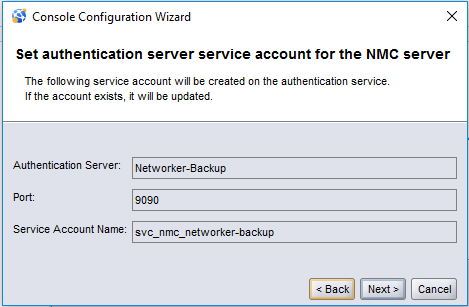 Console Configuration Wizard
Set authentication server service account for the NMC server
The following service account will be created on the authentication service.
If the account exists, it will be updated.
Authentication Server: Networker-Backup
Port: 9090
Service Account Name: svc_nmc_networker-backup
< Back Next > Cancel